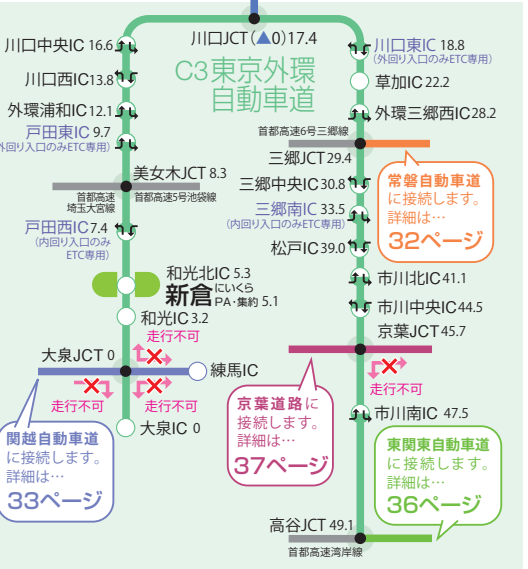 川口JCT(▲0)17.4
C3東京外環
自動車道
川口中央IC 16.6
川口西IC13.8
外環浦和IC12.1
戸田東IC 9.7
外回り入口のみETC専用)
美女木JCT 8.3
首都高速
埼玉大宮線
首都高速5号池袋線
戸田西IC7.4
(内回り入口のみ
ETC専用)
和光北IC 5.3
新倉にいくら
PA・集約 5.1
和光IC 3.2
走行不可
大泉JCT 0
練馬IC
走行不可
走行不可
大泉IC 0
関越自動車道
に接続します。
詳細は…
33ページ
川口東IC 18.8
(外回り入口のみETC専用)
草加IC 22.2
外環三郷西IC28.2
首都高速6号三郷線
三郷JCT 29.4
常磐自動車道
に接続します。
詳細は…
32ページ
三郷中央IC30.8
三郷南IC 33.5
(内回り入口のみETC専用)
松戸IC39.0
市川北IC41.1
市川中央IC44.5
京葉JCT 45.7
走行不可
京葉道路に
接続します。
詳細は…
37ページ
市川南IC 47.5
東関東自動車道
に接続します。
詳細は…
36ページ
高谷JCT 49.1
首都高速湾岸線